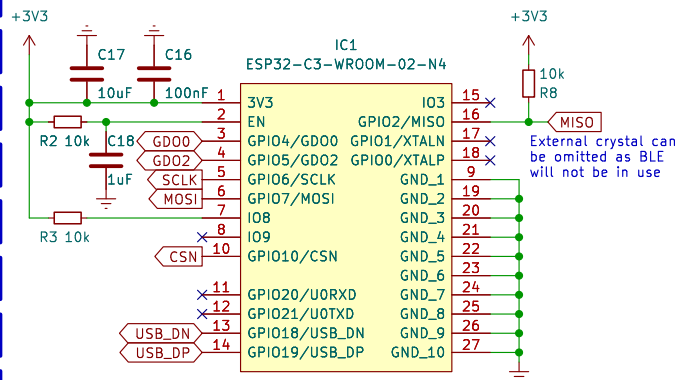 +3V3
+3V3
IC1
ESP32-C3-WROOM-02-N4
C17
10uF
C16
100nF
10k
R8
1 3V3 IO3 15
2 EN GPIO2/MISO 16 MISO
R2 10k
C18
1uF
GDO0 3 GPIO4/GDO0 GPIO1/XTALN 17
GDO2 4 GPIO5/GDO2 GPIO0/XTALP 18
SCLK 5 GPIO6/SCLK GND_1 9
MOSI 6 GPIO7/MOSI GND_2 19
External crystal can
be omitted as BLE
will not be in use
7 IO8 GND_3 20
R3 10k
8 IO9 GND_4 21
CSN 10 GPIO10/CSN GND_5 22
GND_6 23
11 GPIO20/U0RXD GND_7 24
12 GPIO21/U0TXD GND_8 25
USB_DN 13 GPIO18/USB_DN GND_9 26
USB_DP 14 GPIO19/USB_DP GND_10 27